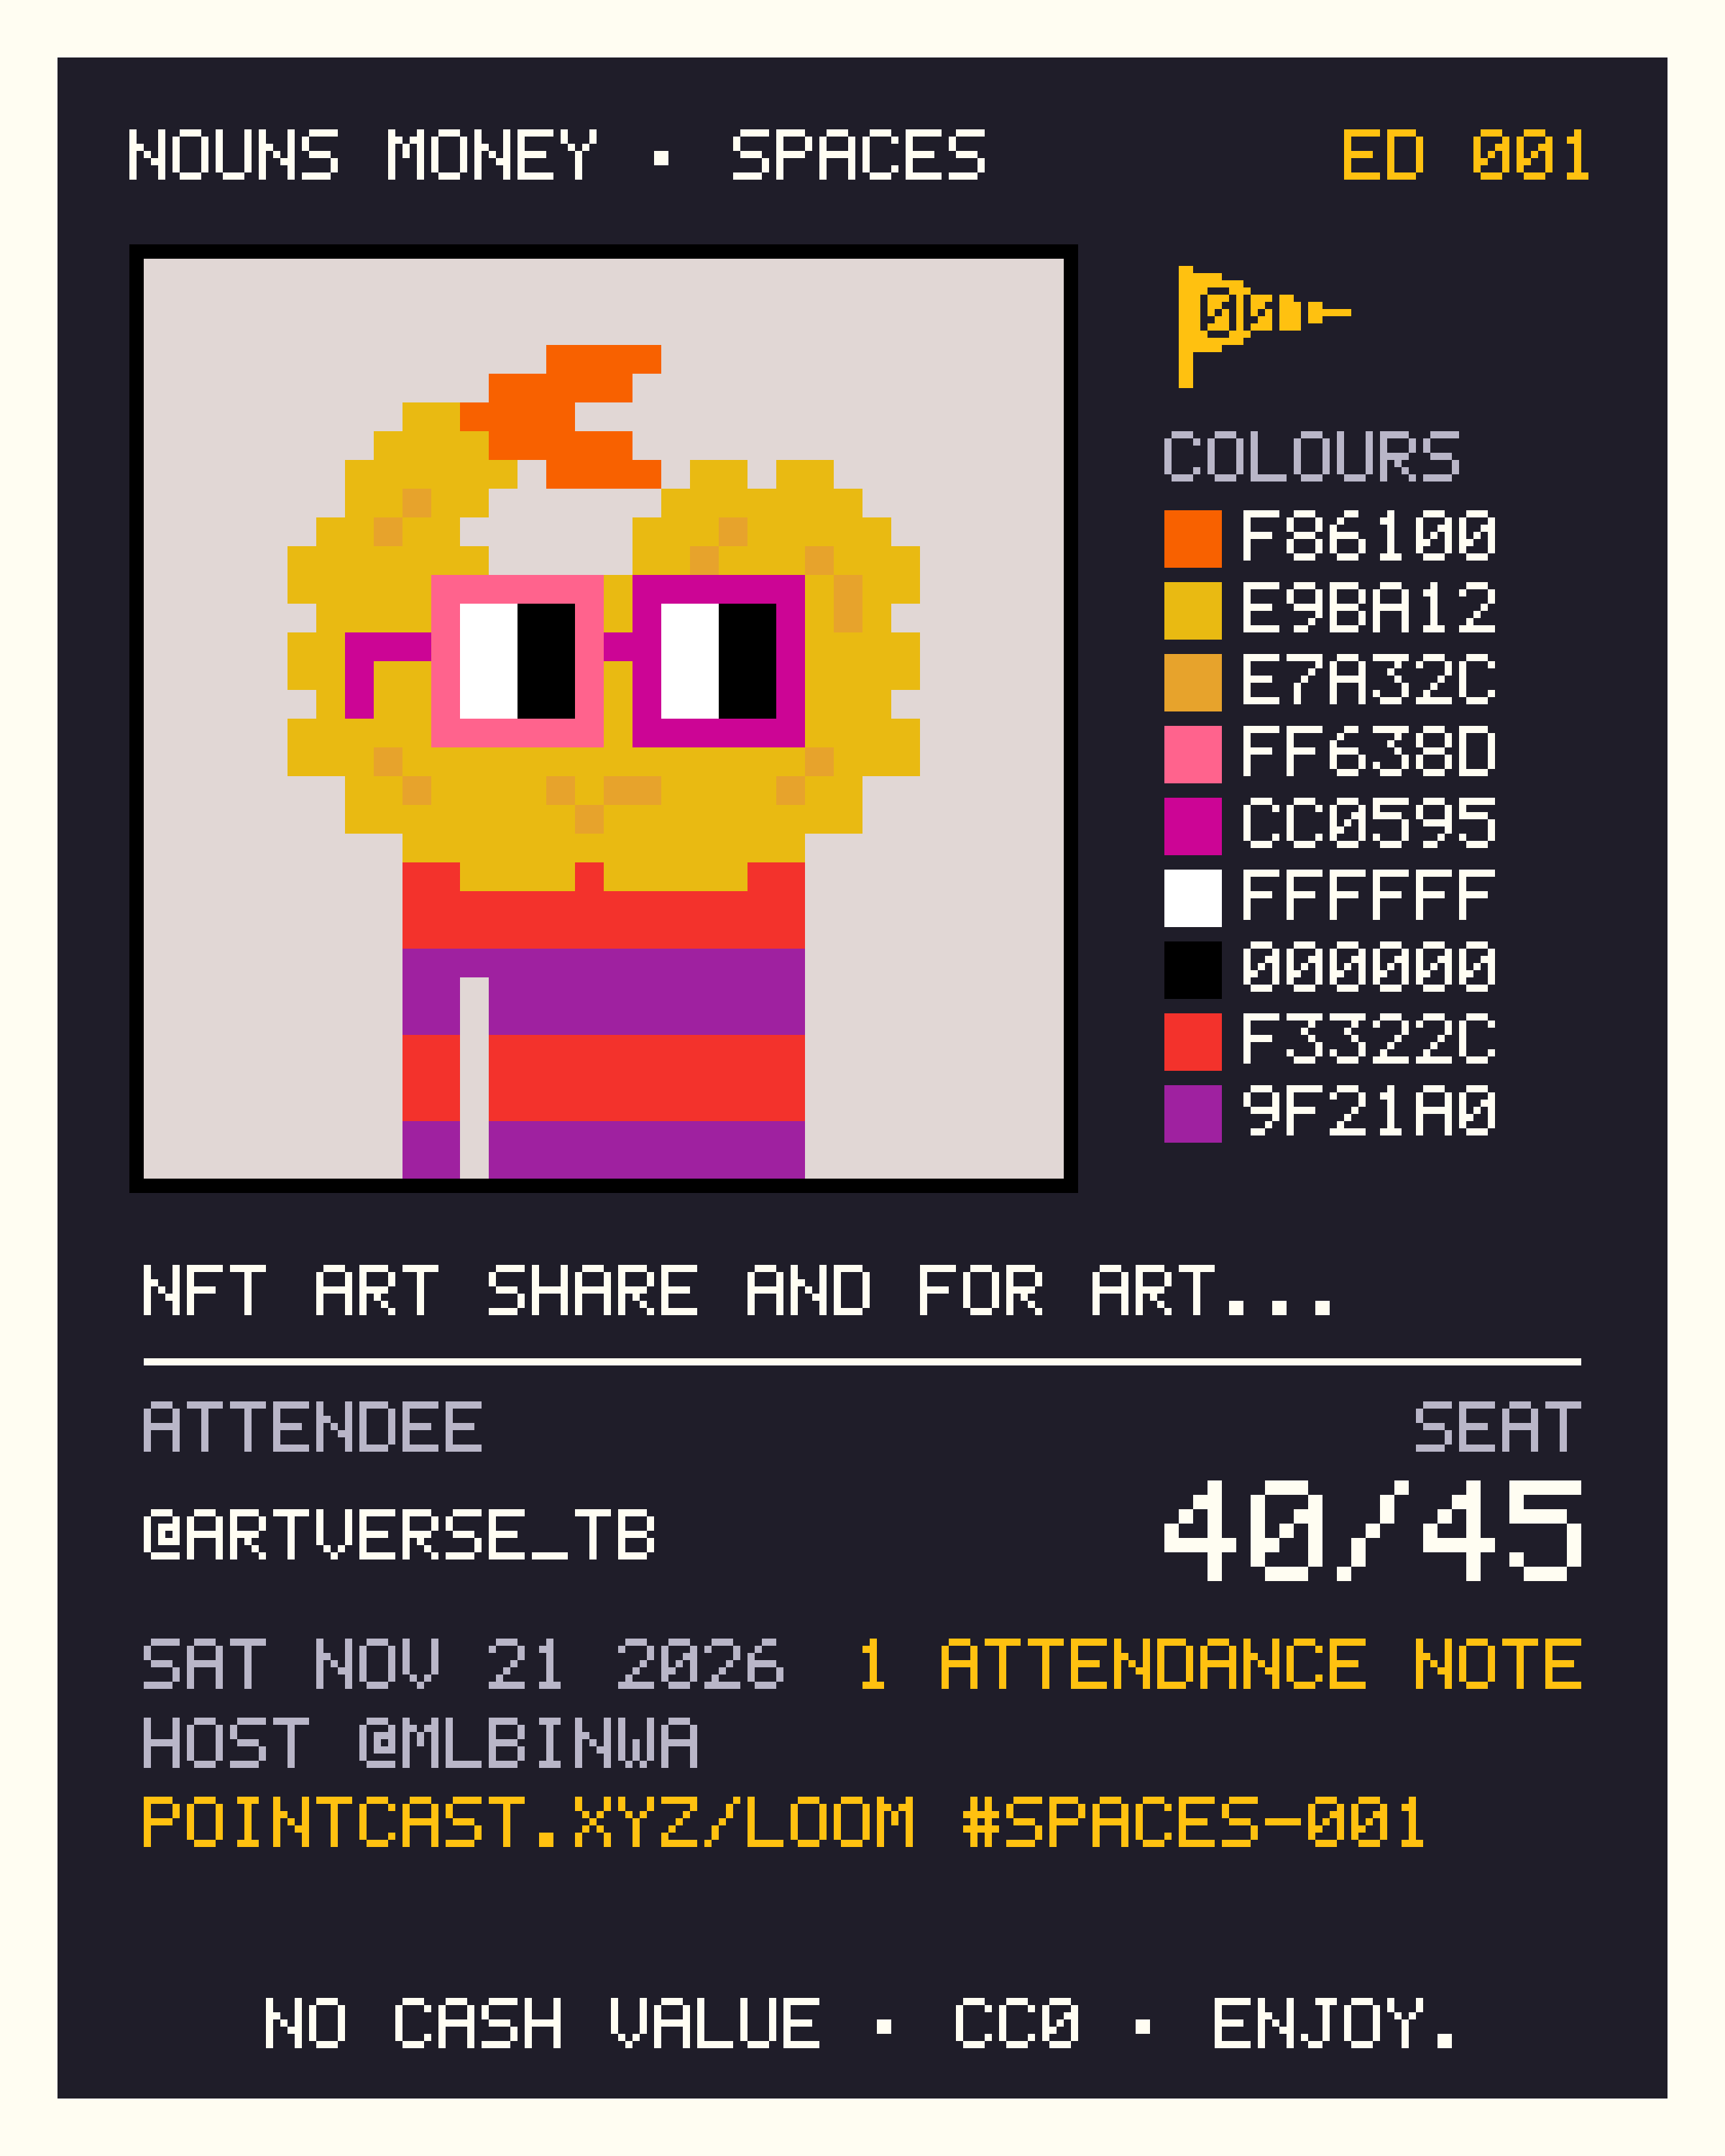 NOUNS MONEY · SPACES
ED 001
COLOURS
F86100
E9BA12
E7A32C
FF638D
CC0595
FFFFFF
000000
F3322C
9F21A0
NFT ART SHARE AND FOR ART...
ATTENDEE
SEAT
@ARTVERSE_TB
40/45
SAT NOV 21 2026
1 ATTENDANCE NOTE
HOST @MLBINWA
POINTCAST.XYZ/LOOM #SPACES-001
NO CASH VALUE · CC0 · ENJOY.